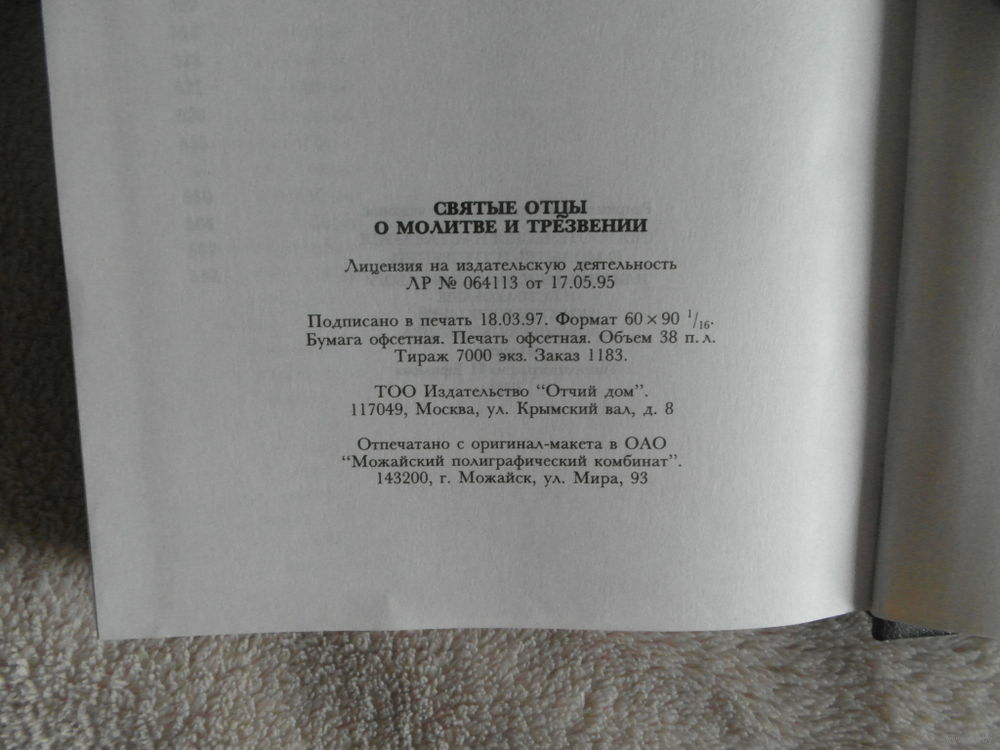 СВЯТЫЕ ОТЦЫ
О МОЛИТВЕ И ТРЕЗВЕНИИ
Лицензия на издательскую деятельность
ЛР № 064113 от 17.05.95
Подписано в печать 18.03.97. Формат 60 × 90 1/16.
Бумага офсетная. Печать офсетная. Объем 38 п. л.
Тираж 7000 экз. Заказ 1183.
ТОО Издательство “Отчий дом”.
117049, Москва, ул. Крымский вал, д. 8
Отпечатано с оригинал-макета в ОАО
“Можайский полиграфический комбинат”.
143200, г. Можайск, ул. Мира, 93